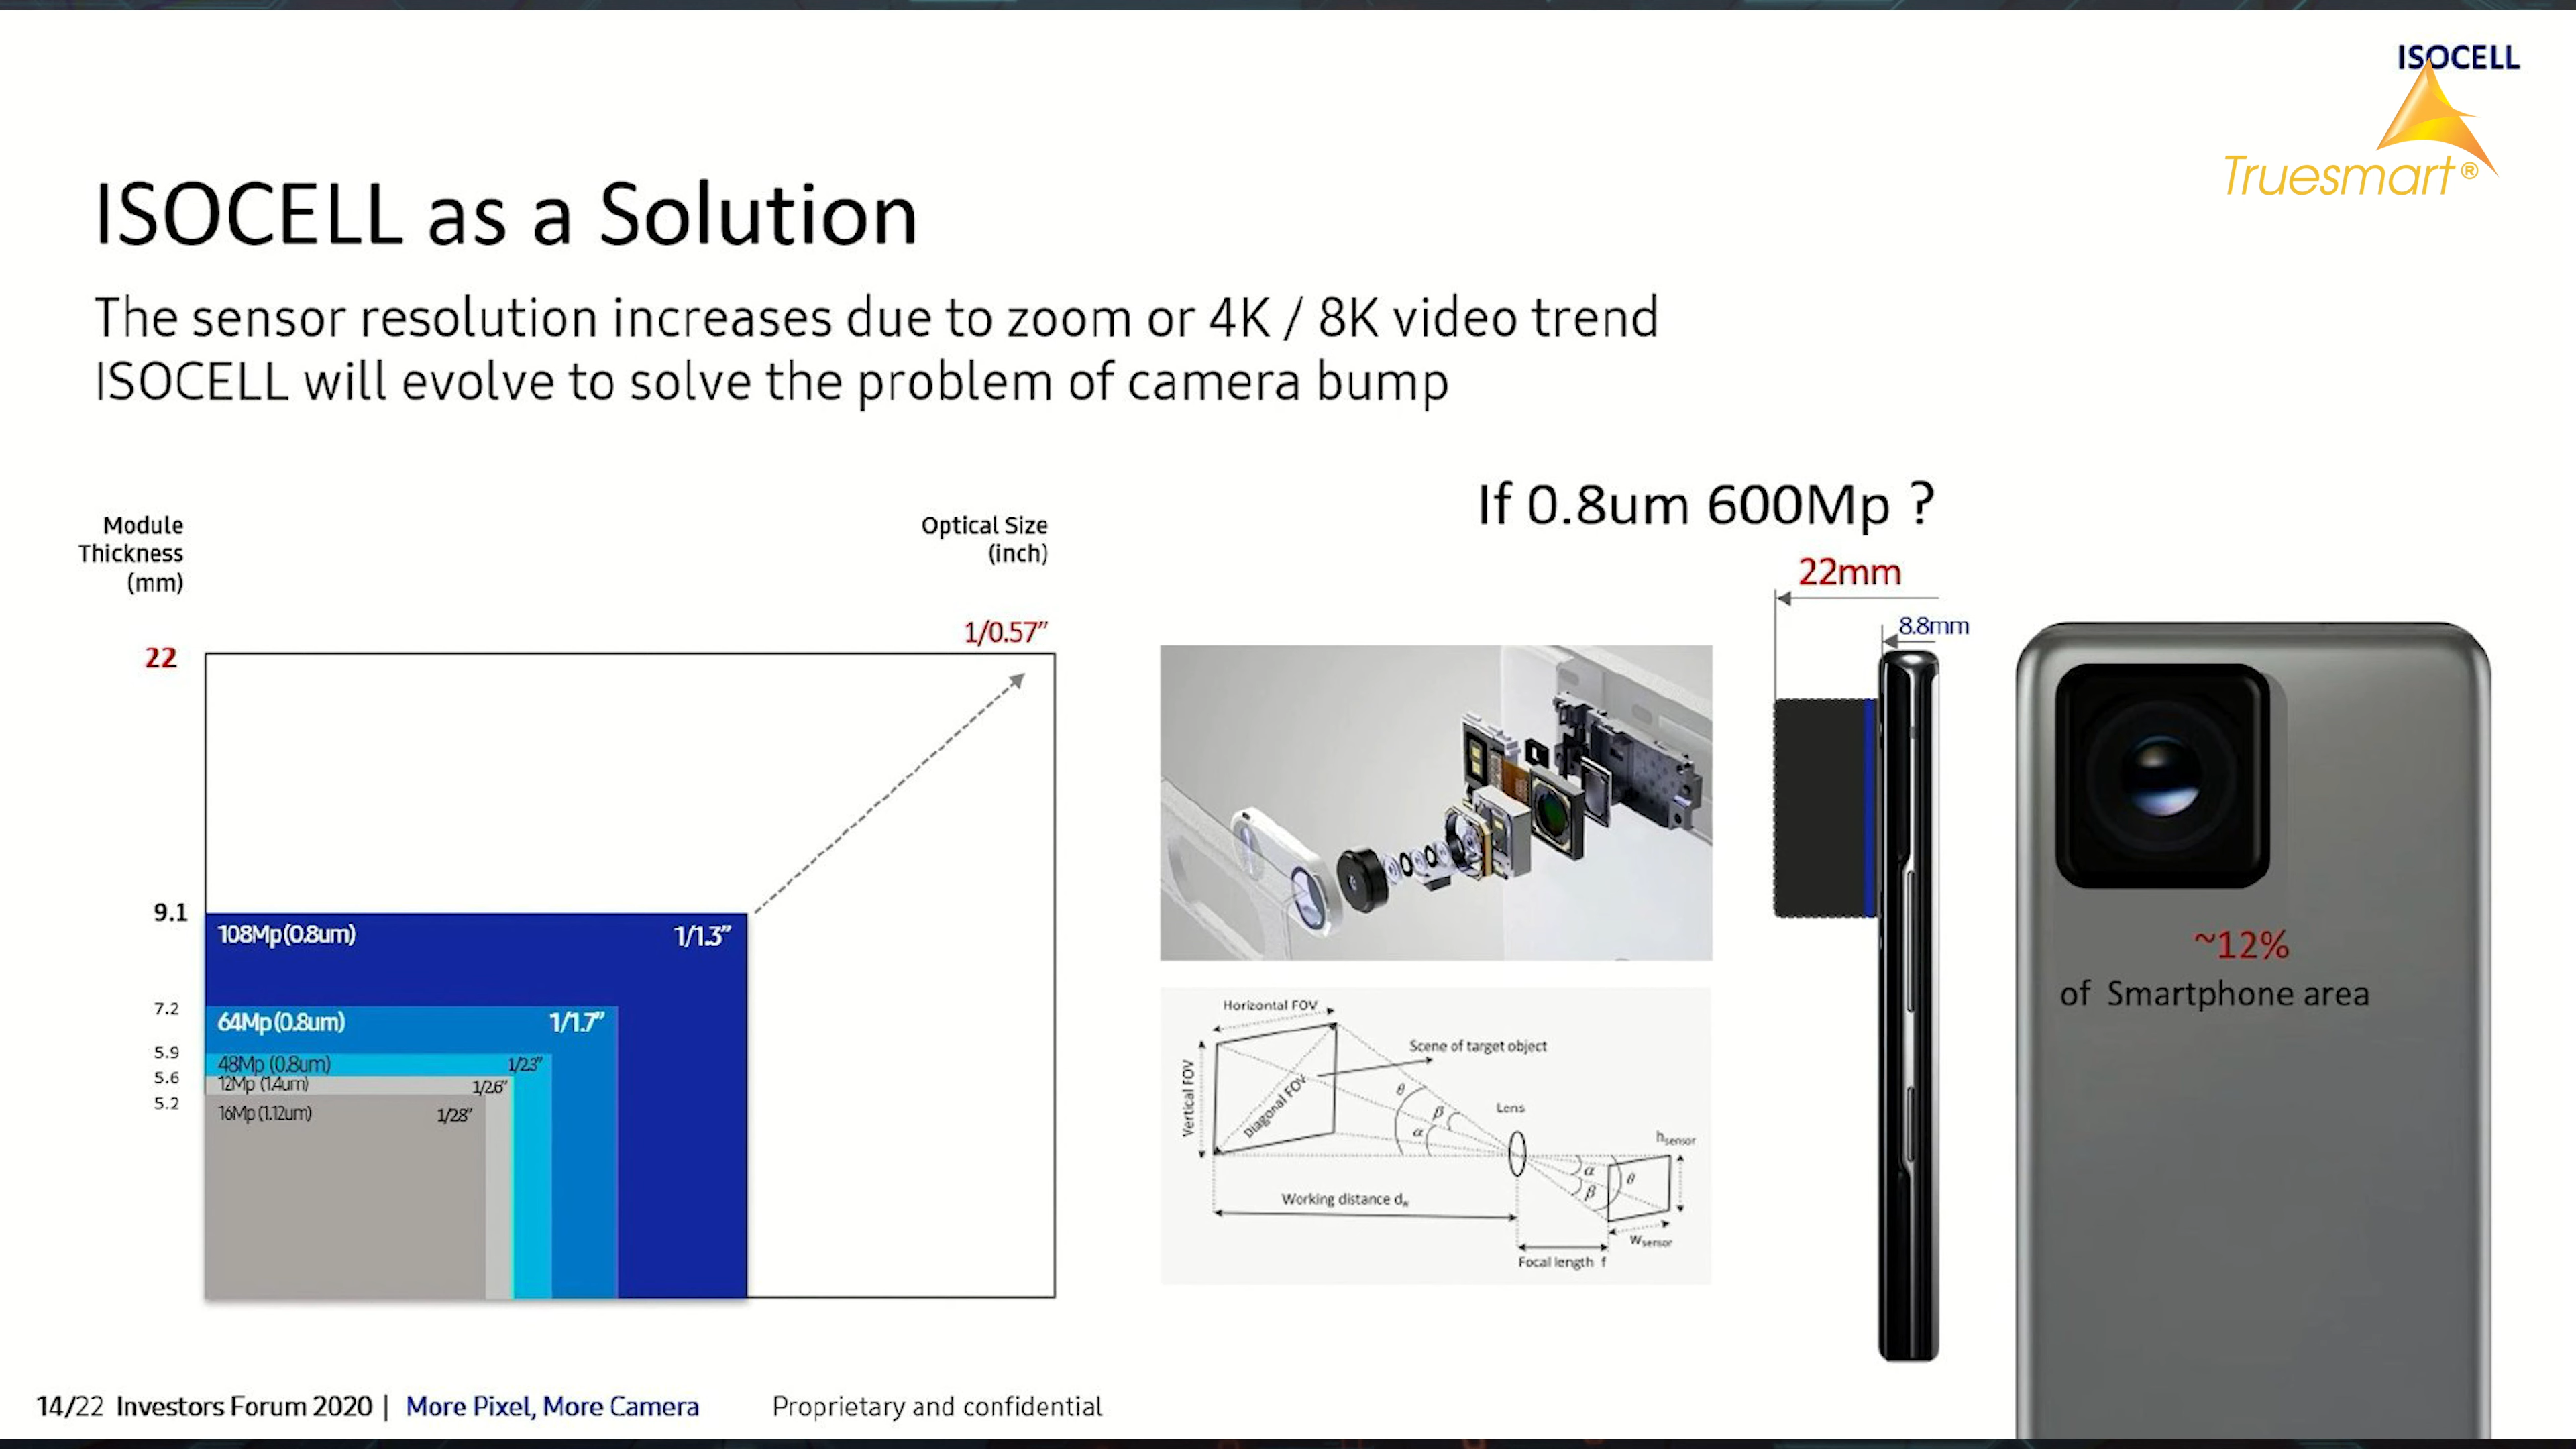 ISOCELL
Truesmart®
ISOCELL as a Solution
The sensor resolution increases due to zoom or 4K / 8K video trend
ISOCELL will evolve to solve the problem of camera bump
Module
Thickness
(mm)
Optical Size
(inch)
1/0.57″
22
9.1
108Mp(0.8um)
1/1.3″
7.2
64Mp(0.8um)
1/1.7″
5.9
48Mp (0.8um)
1/2.3″
5.6
12Mp (1.4um)
1/2.6″
5.2
16Mp (1.12um)
1/2.8″
If 0.8um 600Mp ?
22mm
8.8mm
Horizontal FOV
Scene of target object
Vertical FOV
Diagonal FOV
θ
β
α
Lens
hsensor
α
θ
β
Working distance dw
Wsensor
Focal length f
~12%
of Smartphone area
14/22 Investors Forum 2020 | More Pixel, More Camera
Proprietary and confidential